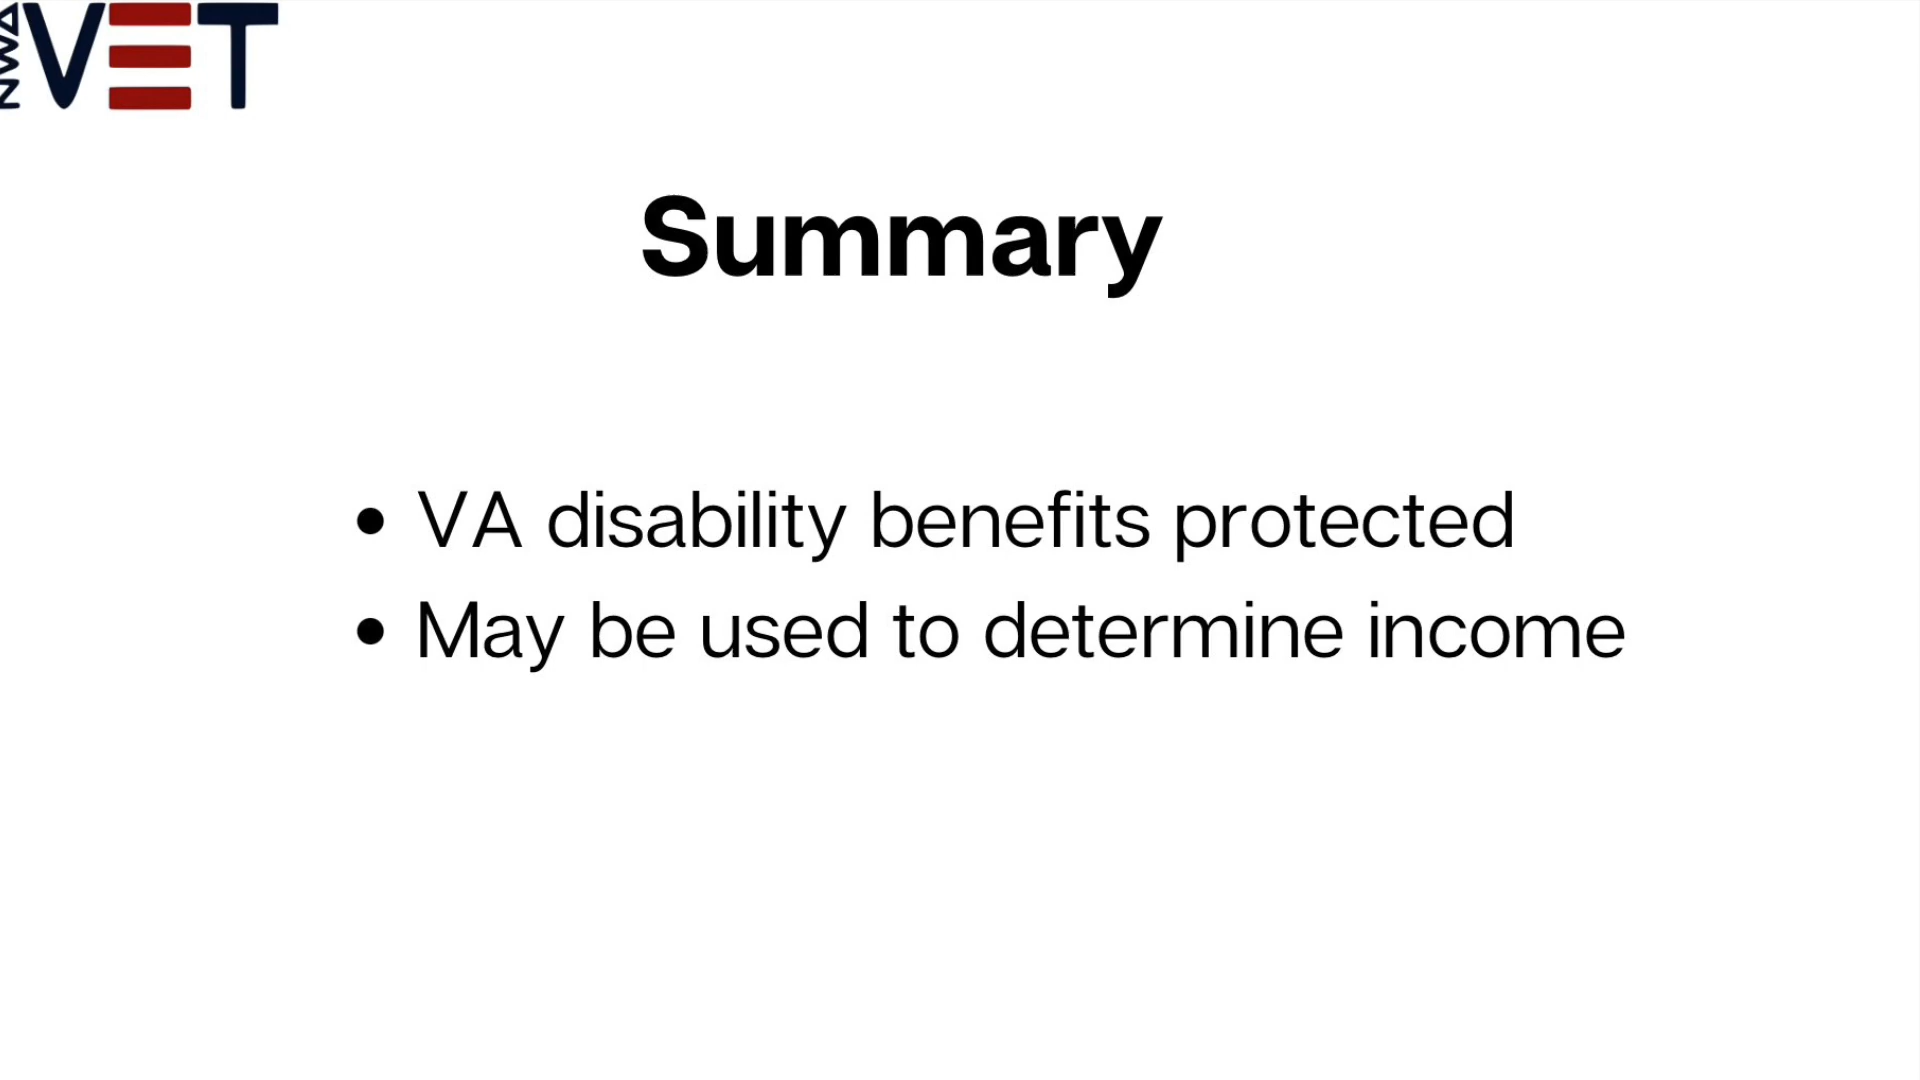 NWA VET
Summary
• VA disability benefits protected
• May be used to determine income